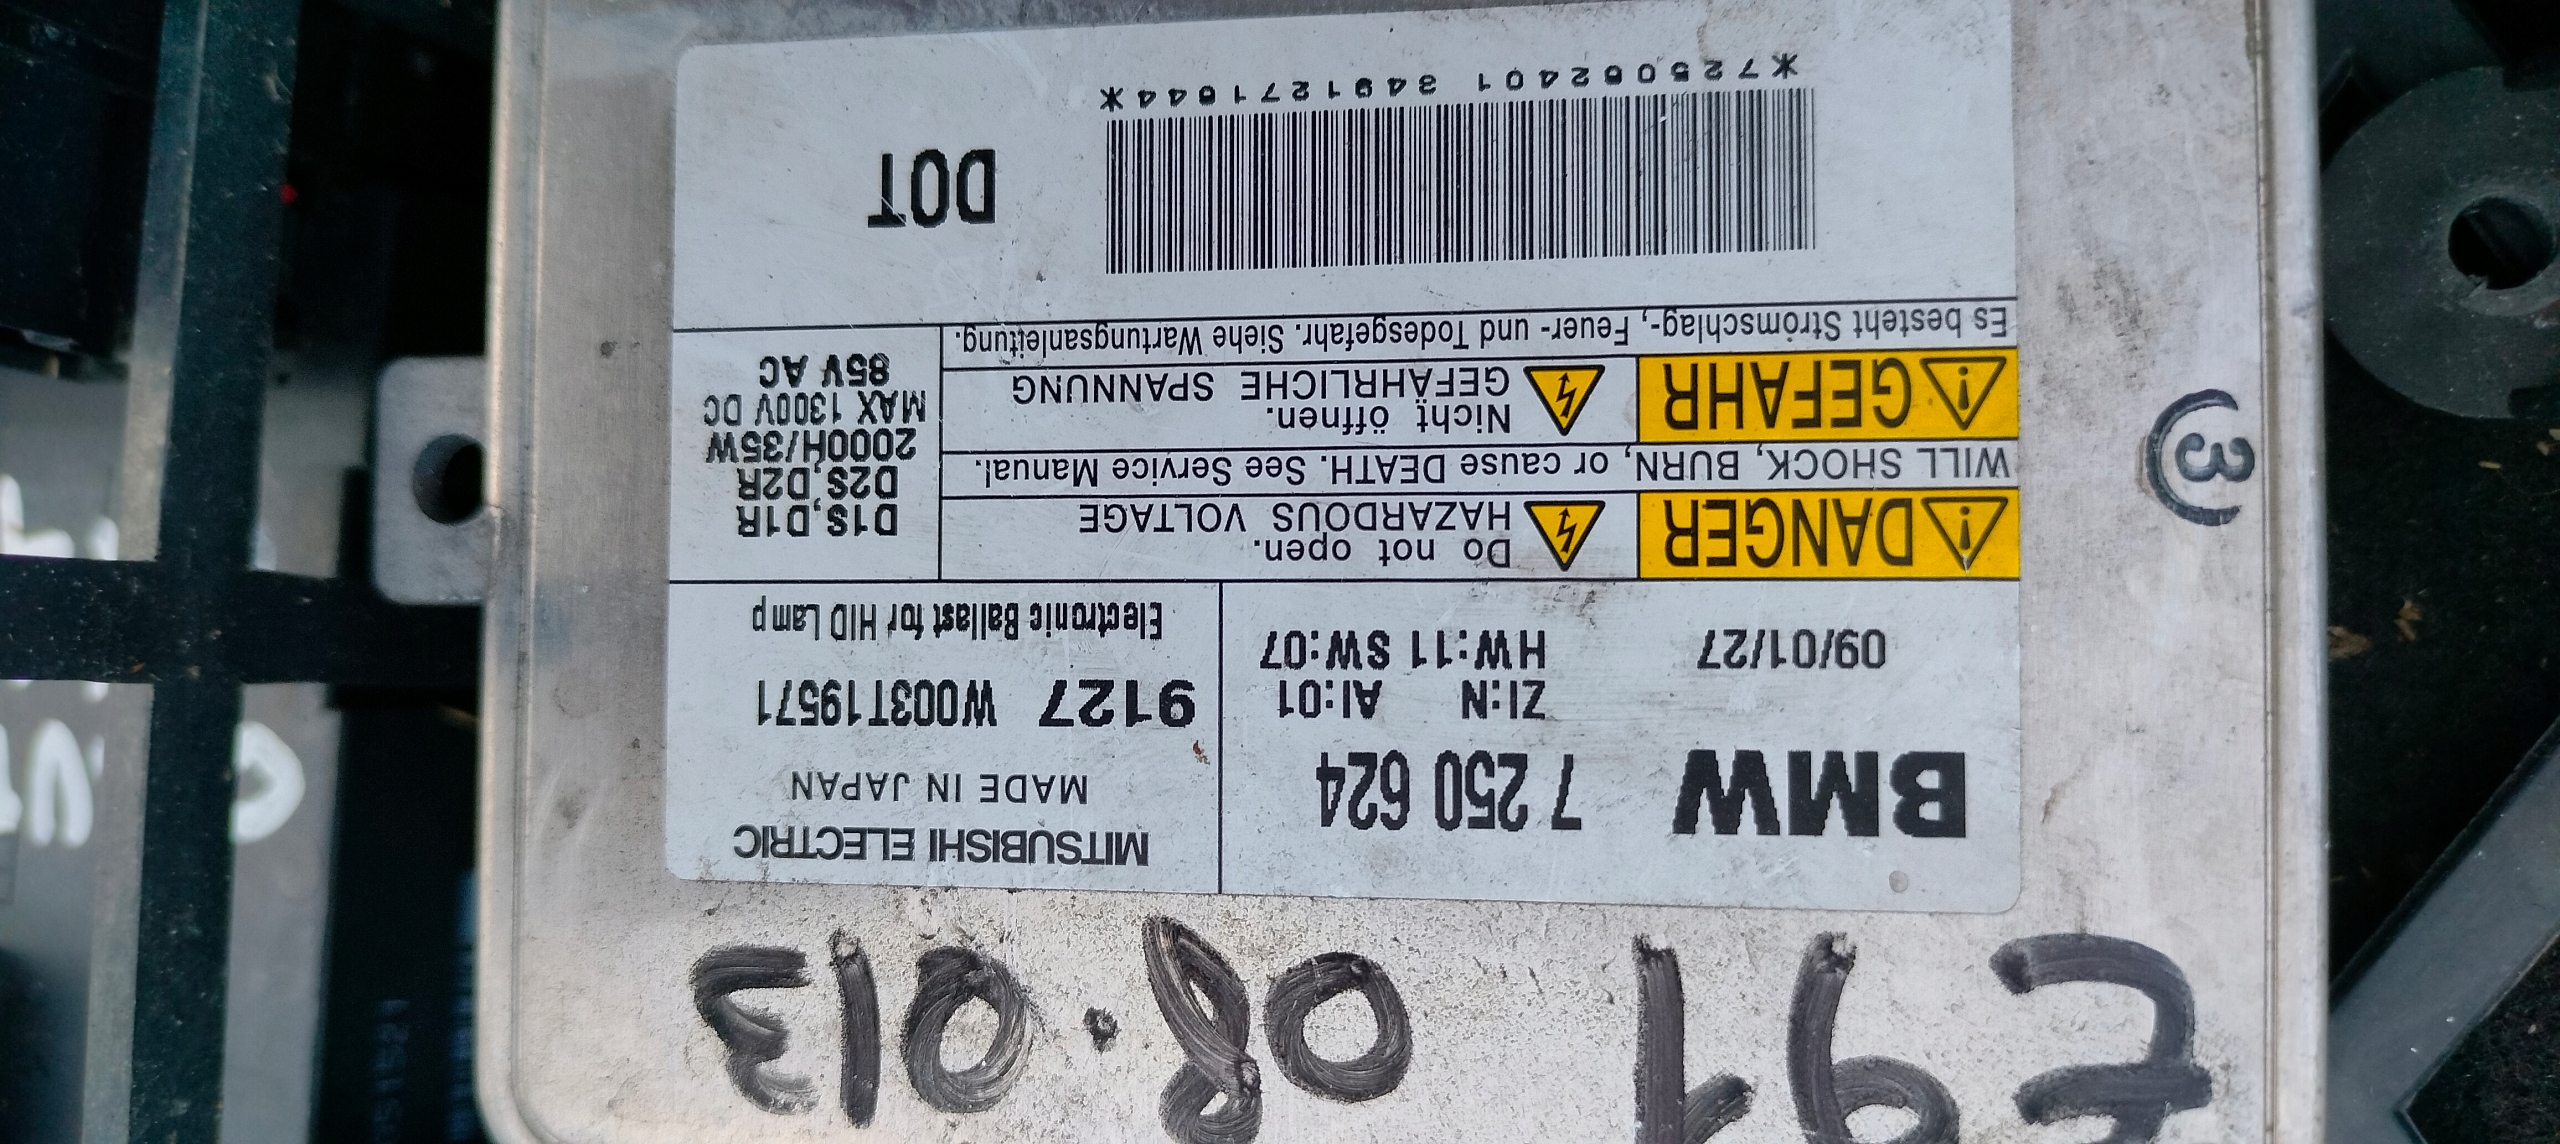 E91 08.013
BMW 7 250 624
ZI:N AI:01
09/01/27 HW:11 SW:07
MITSUBISHI ELECTRIC
MADE IN JAPAN
9127 W003T19571
Electronic Ballast for HID Lamp
DANGER
Do not open.
HAZARDOUS VOLTAGE
WILL SHOCK, BURN, or cause DEATH. See Service Manual.
GEFAHR
Nicht öffnen.
GEFÄHRLICHE SPANNUNG
Es besteht Stromschlag-, Feuer- und Todesgefahr. Siehe Wartungsanleitung.
D1S,D1R
D2S,D2R
2000H/35W
MAX 1300V DC
85V AC
DOT
*725062401 3491271644*
(3)